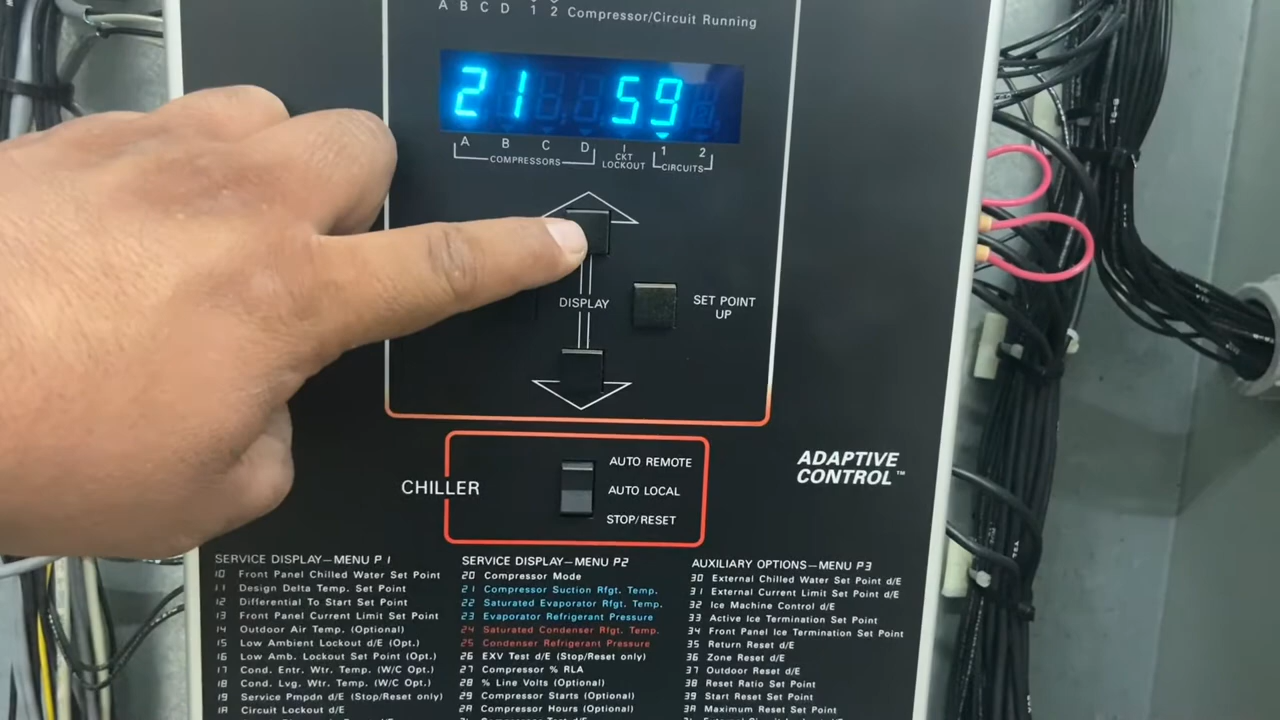 A B C D 1 2 Compressor/Circuit Running
21 59
A B C D 1 2
COMPRESSORS CKT LOCKOUT CIRCUITS
DISPLAY
SET POINT
UP
CHILLER
AUTO REMOTE
AUTO LOCAL
STOP/RESET
ADAPTIVE
CONTROL™
SERVICE DISPLAY—MENU P1
10 Front Panel Chilled Water Set Point
11 Design Delta Temp. Set Point
12 Differential To Start Set Point
13 Front Panel Current Limit Set Point
14 Outdoor Air Temp. (Optional)
15 Low Ambient Lockout d/E (Opt.)
16 Low Amb. Lockout Set Point (Opt.)
17 Cond. Entr. Wtr. Temp. (W/C Opt.)
18 Cond. Lvg. Wtr. Temp. (W/C Opt.)
19 Service Pmpdn d/E (Stop/Reset only)
1A Circuit Lockout d/E
SERVICE DISPLAY—MENU P2
20 Compressor Mode
21 Compressor Suction Rfgt. Temp.
22 Saturated Evaporator Rfgt. Temp.
23 Evaporator Refrigerant Pressure
24 Saturated Condenser Rfgt. Temp.
25 Condenser Refrigerant Pressure
26 EXV Test d/E (Stop/Reset only)
27 Compressor % RLA
28 % Line Volts (Optional)
29 Compressor Starts (Optional)
2A Compressor Hours (Optional)
AUXILIARY OPTIONS—MENU P3
30 External Chilled Water Set Point d/E
31 External Current Limit Set Point d/E
32 Ice Machine Control d/E
33 Active Ice Termination Set Point
34 Front Panel Ice Termination Set Point
35 Return Reset d/E
36 Zone Reset d/E
37 Outdoor Reset d/E
38 Reset Ratio Set Point
39 Start Reset Set Point
3A Maximum Reset Set Point